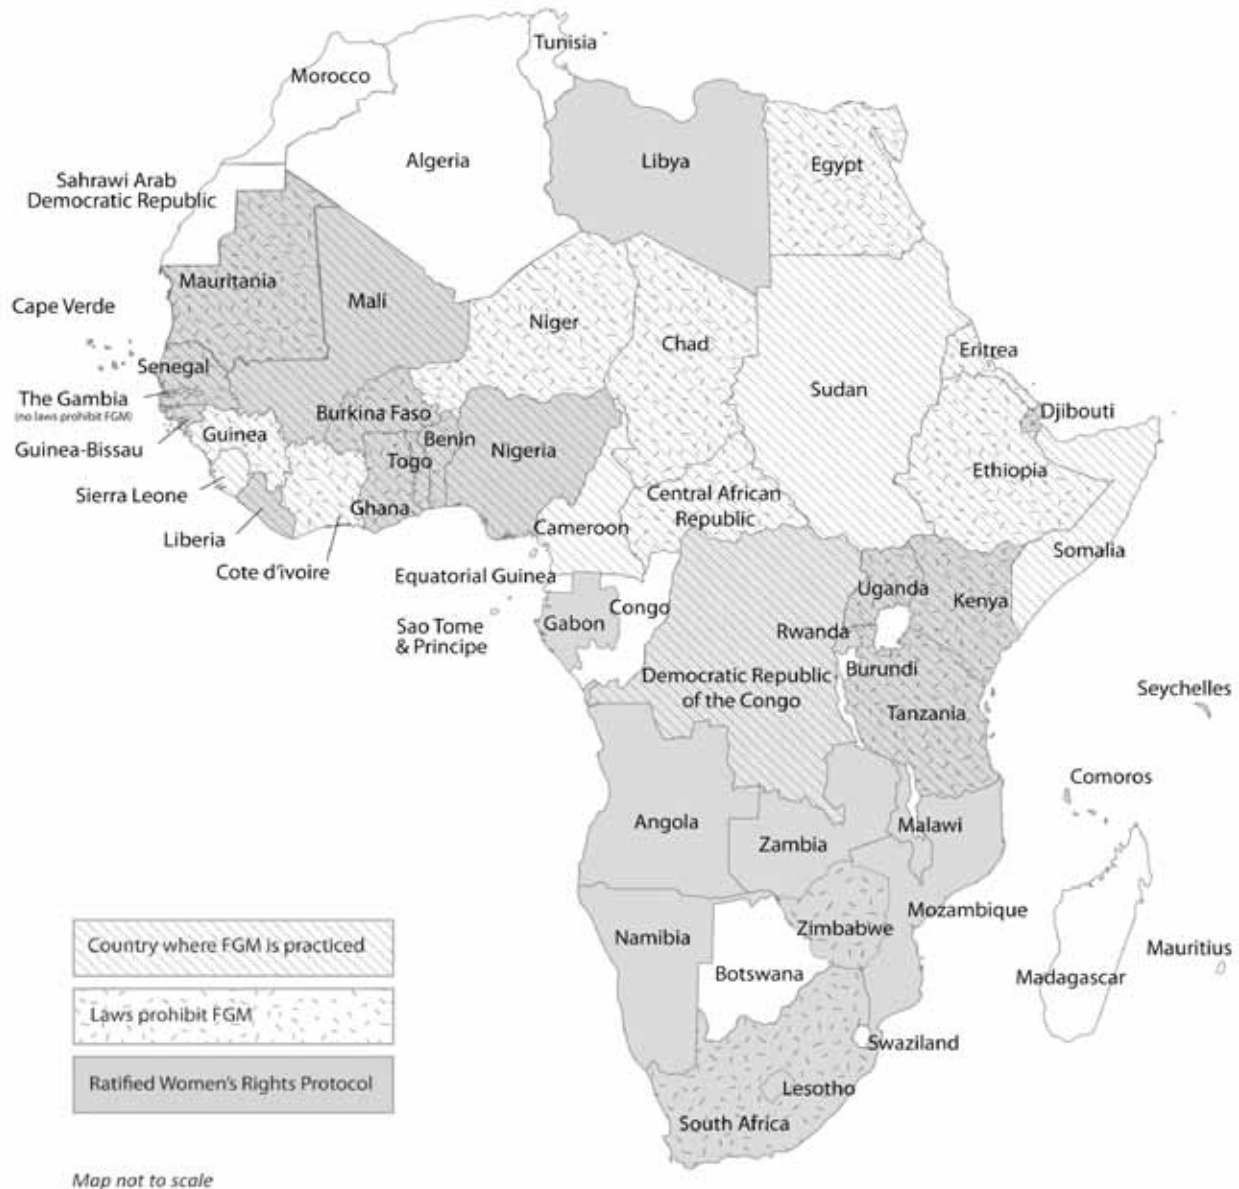 Tunisia
Morocco
Algeria
Libya
Egypt
Sahrawi Arab
Democratic Republic
Mauritania
Mali
Cape Verde
Niger
Chad
Eritrea
Senegal
Sudan
The Gambia
(no laws prohibit FGM)
Burkina Faso
Djibouti
Guinea
Benin
Guinea-Bissau
Nigeria
Togo
Ethiopia
Sierra Leone
Central African
Republic
Ghana
Cameroon
Liberia
Somalia
Cote d'ivoire
Equatorial Guinea
Uganda
Kenya
Congo
Gabon
Sao Tome
& Principe
Rwanda
Democratic Republic
of the Congo
Burundi
Seychelles
Tanzania
Comoros
Angola
Malawi
Zambia
Mozambique
Zimbabwe
Namibia
Country where FGM is practiced
Mauritius
Botswana
Madagascar
Laws prohibit FGM
Swaziland
Ratified Women's Rights Protocol
Lesotho
South Africa
Map not to scale